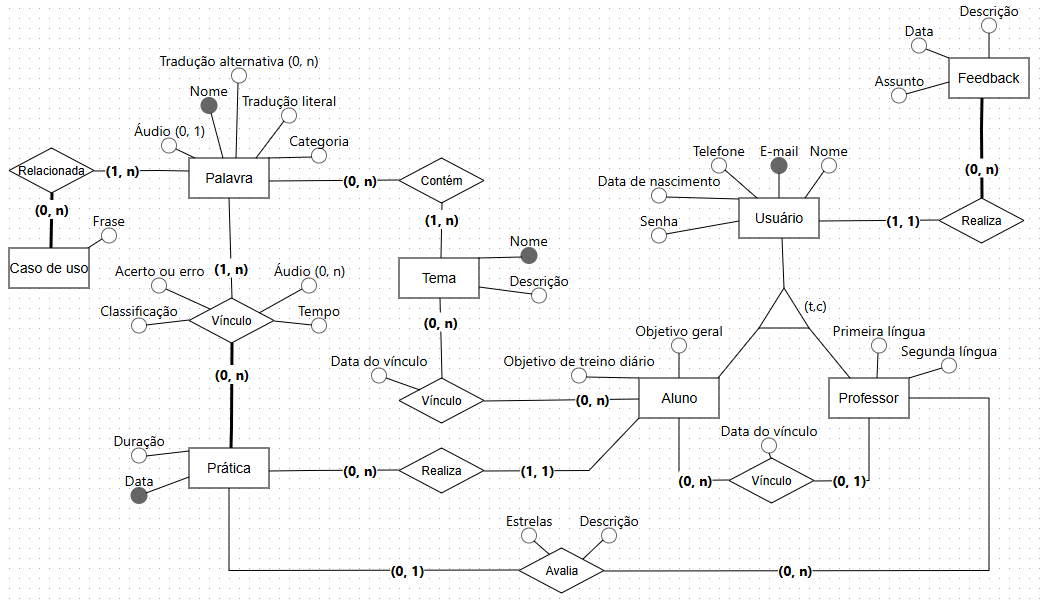 Descrição
Data
Assunto
Feedback
Tradução alternativa (0, n)
Nome
Tradução literal
Áudio (0, 1)
Categoria
Relacionada
(1, n)
Palavra
(0, n)
Contém
(0, n)
Telefone
E-mail
Nome
Data de nascimento
Senha
Usuário
(1, 1)
Realiza
(0, n)
Frase
Caso de uso
(1, n)
Nome
Tema
Descrição
(0, n)
Acerto ou erro
(1, n)
Áudio (0, n)
Classificação
Vínculo
Tempo
(0, n)
(t,c)
Objetivo geral
Primeira língua
Segunda língua
Data do vínculo
Objetivo de treino diário
Vínculo
(0, n)
Aluno
Professor
Data do vínculo
(0, n)
Vínculo
(0, 1)
Duração
Data
Prática
(0, n)
Realiza
(1, 1)
Estrelas
Descrição
(0, 1)
Avalia
(0, n)